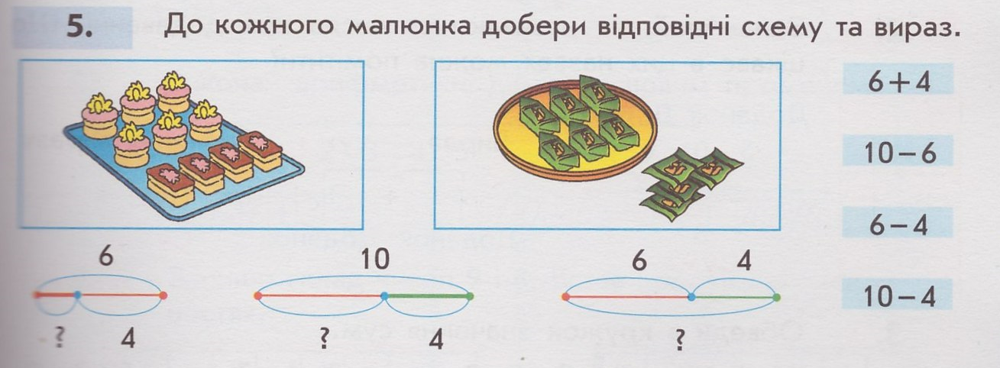 5. До кожного малюнка добери відповідні схему та вираз.
6+4
10−6
6−4
10−4
6 10 6 4
? 4 ? 4 ?